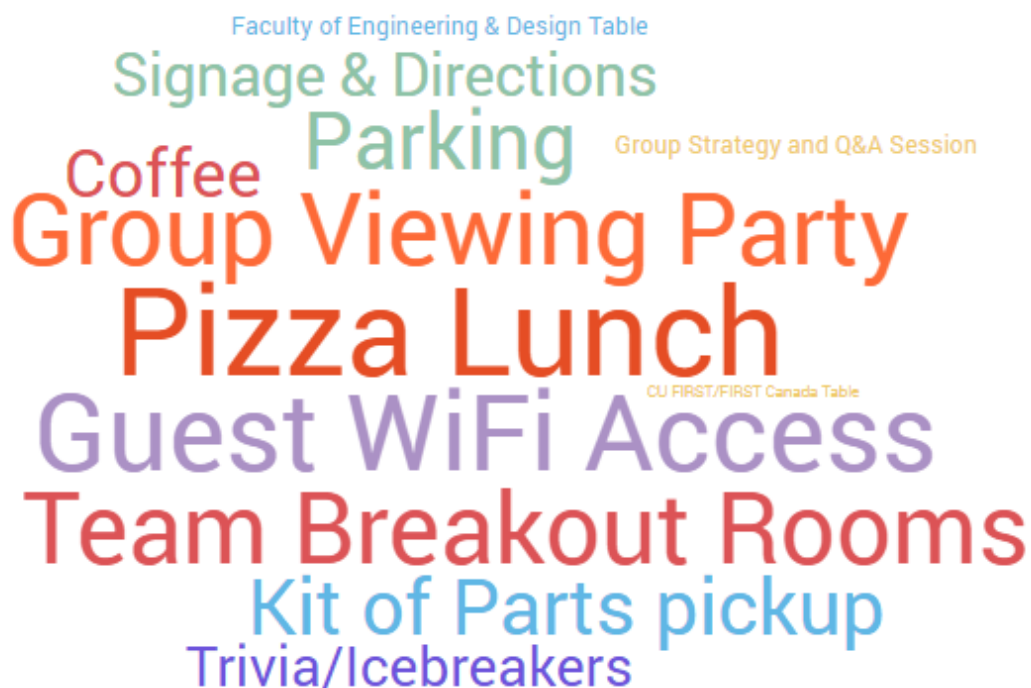 Faculty of Engineering & Design Table
Signage & Directions
Parking
Group Strategy and Q&A Session
Coffee
Group Viewing Party
Pizza Lunch
CU FIRST/FIRST Canada Table
Guest WiFi Access
Team Breakout Rooms
Kit of Parts pickup
Trivia/Icebreakers